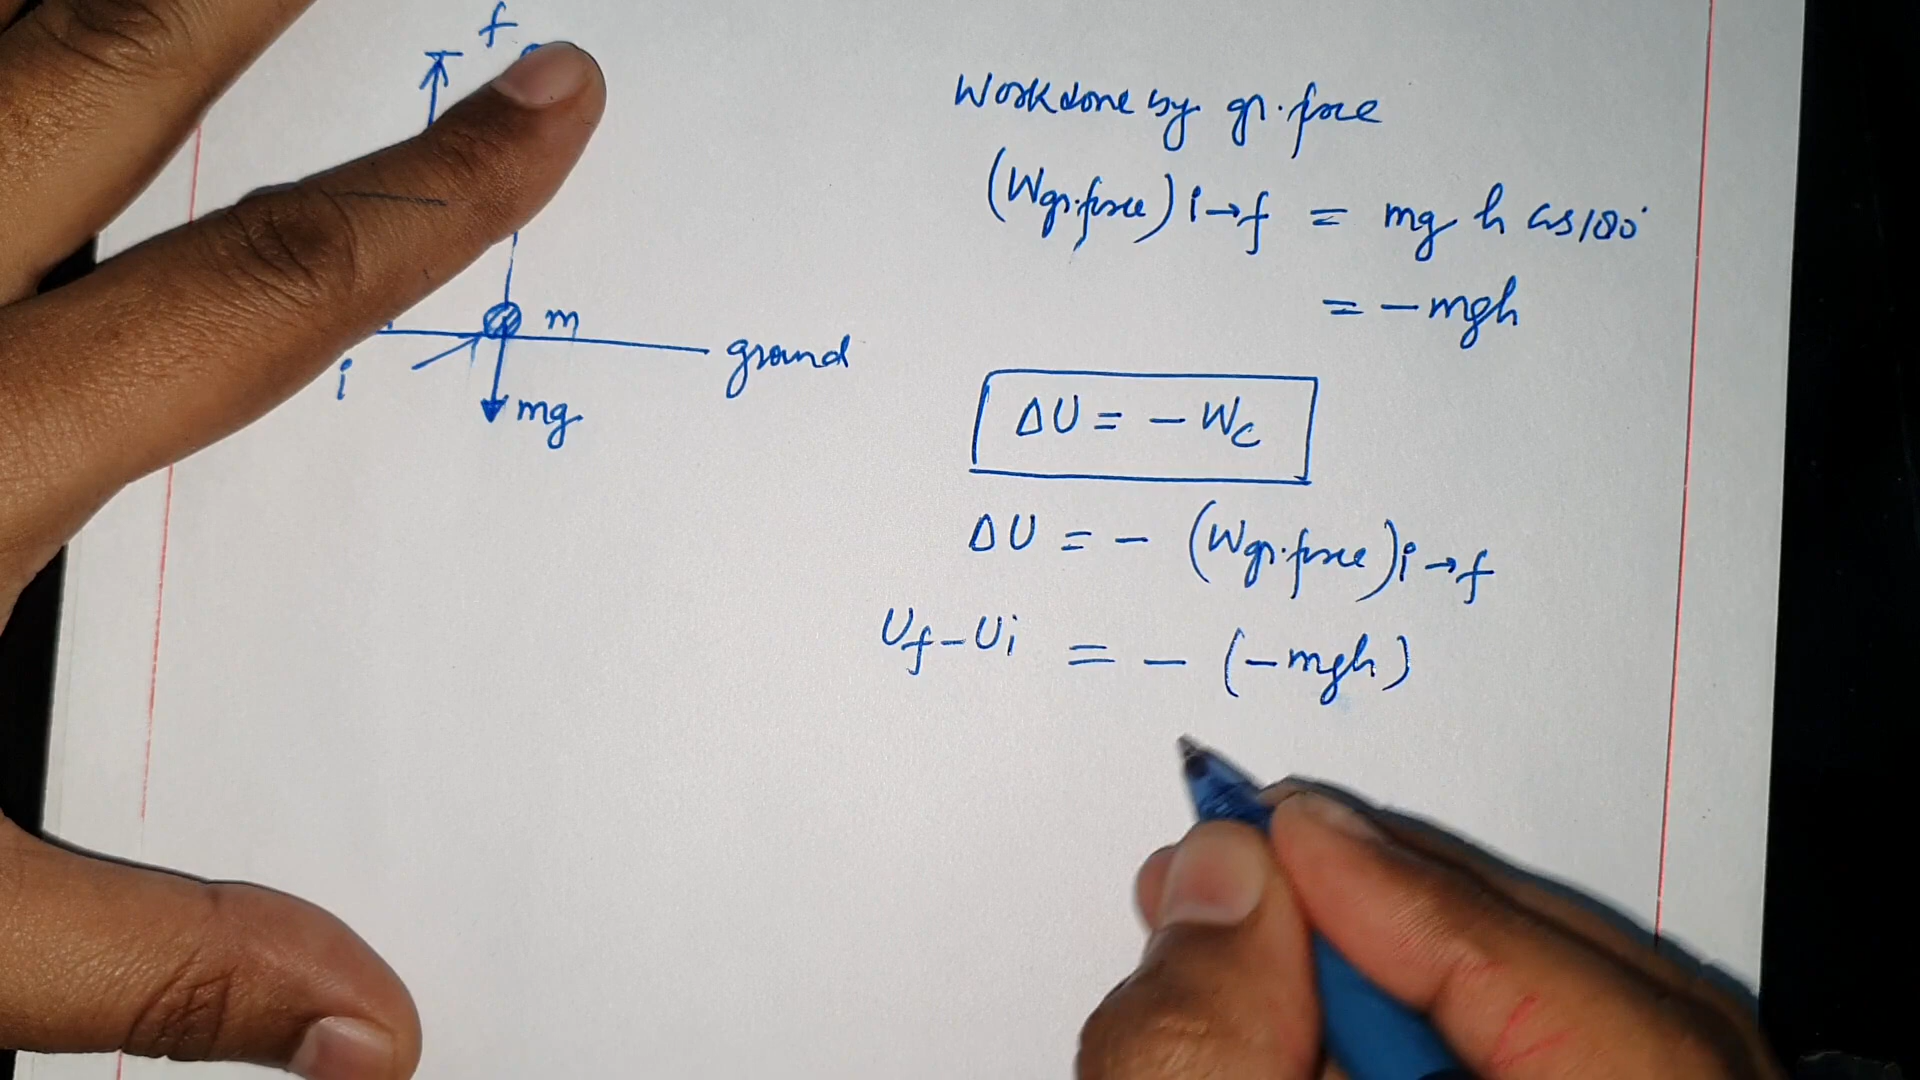 f
m
ground
i
mg
Workdone by gr. force
(Wgr.force) i→f = mg h cos180°
= -mgh
ΔU = - Wc
ΔU = - (Wgr.force) i→f
Uf - Ui = - (-mgh)